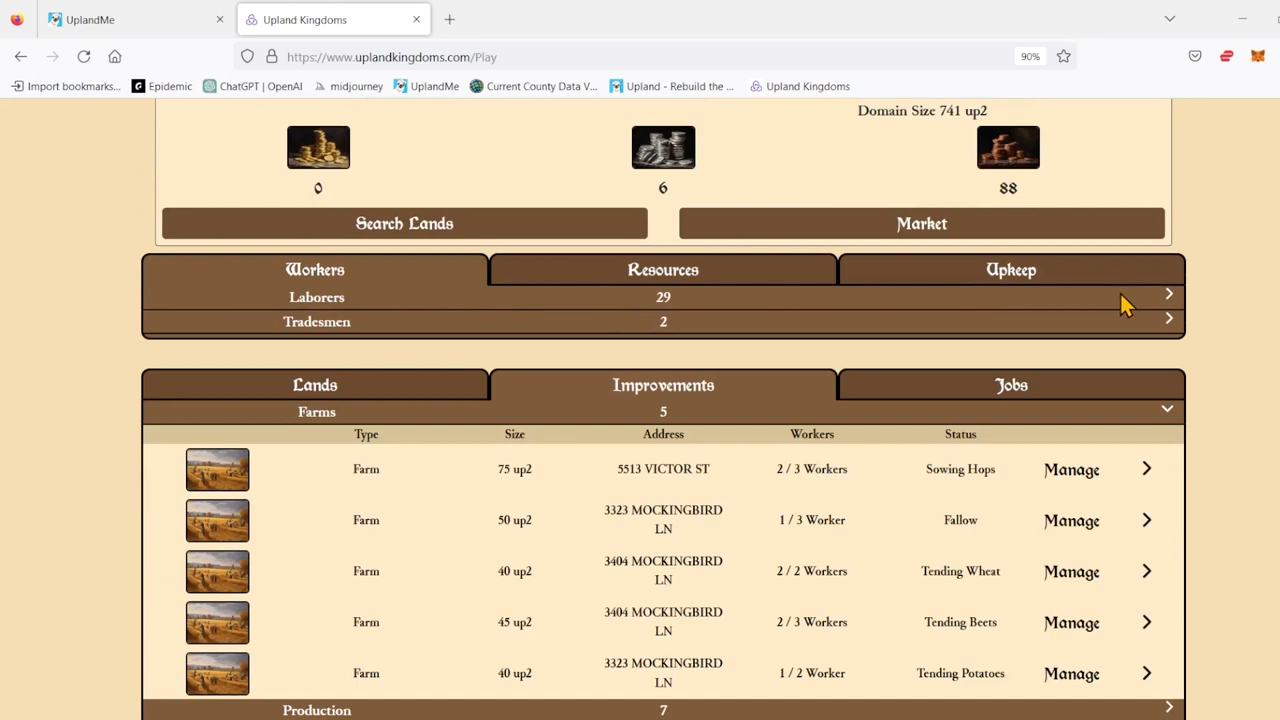 UplandMe
Upland Kingdoms
https://www.uplandkingdoms.com/Play
90%
Import bookmarks...
Epidemic
ChatGPT | OpenAI
midjourney
UplandMe
Current County Data V...
Upland - Rebuild the ...
Upland Kingdoms
Domain Size 741 up2
0
6
88
Search Lands
Market
Workers
Resources
Upkeep
Laborers
29
Tradesmen
2
Lands
Improvements
Jobs
Farms
5
Type
Size
Address
Workers
Status
Farm
75 up2
5513 VICTOR ST
2 / 3 Workers
Sowing Hops
Manage
Farm
50 up2
3323 MOCKINGBIRD
LN
1 / 3 Worker
Fallow
Manage
Farm
40 up2
3404 MOCKINGBIRD
LN
2 / 2 Workers
Tending Wheat
Manage
Farm
45 up2
3404 MOCKINGBIRD
LN
2 / 3 Workers
Tending Beets
Manage
Farm
40 up2
3323 MOCKINGBIRD
LN
1 / 2 Worker
Tending Potatoes
Manage
Production
7